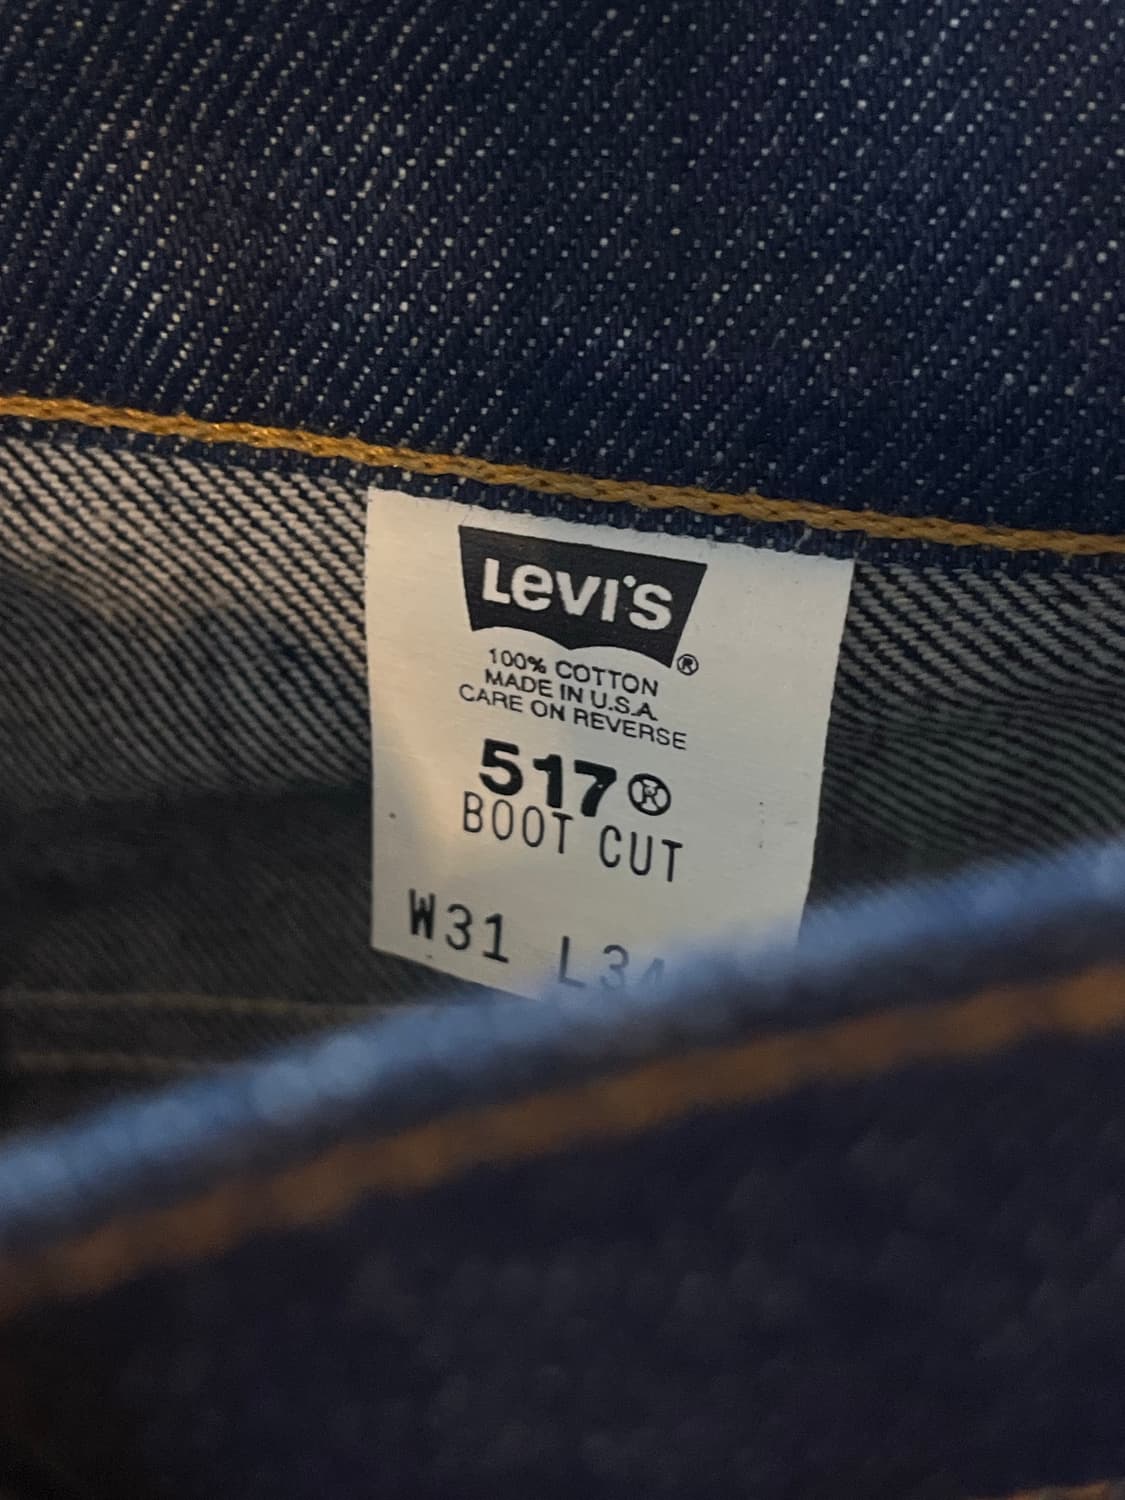 Levi's
®
100% COTTON
MADE IN U.S.A.
CARE ON REVERSE
517®
BOOT CUT
W31 L34